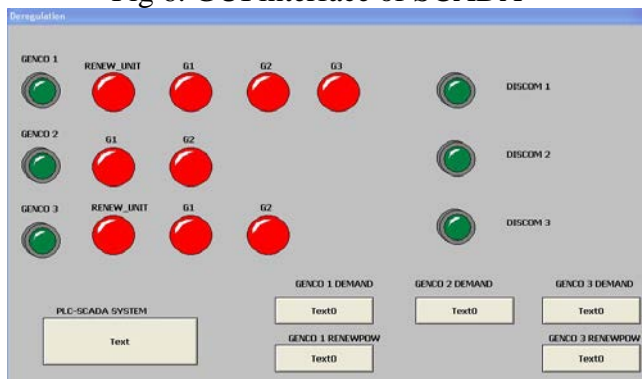 Fig 6. GUI interface of SCADA
Deregulation
GENCO 1
RENEW_UNIT G1 G2 G3
DISCOM 1
GENCO 2
G1 G2
DISCOM 2
GENCO 3
RENEW_UNIT G1 G2
DISCOM 3
GENCO 1 DEMAND GENCO 2 DEMAND GENCO 3 DEMAND
PLC-SCADA SYSTEM
Text0 Text0 Text0
Text
GENCO 1 RENEWPOW GENCO 3 RENEWPOW
Text0 Text0